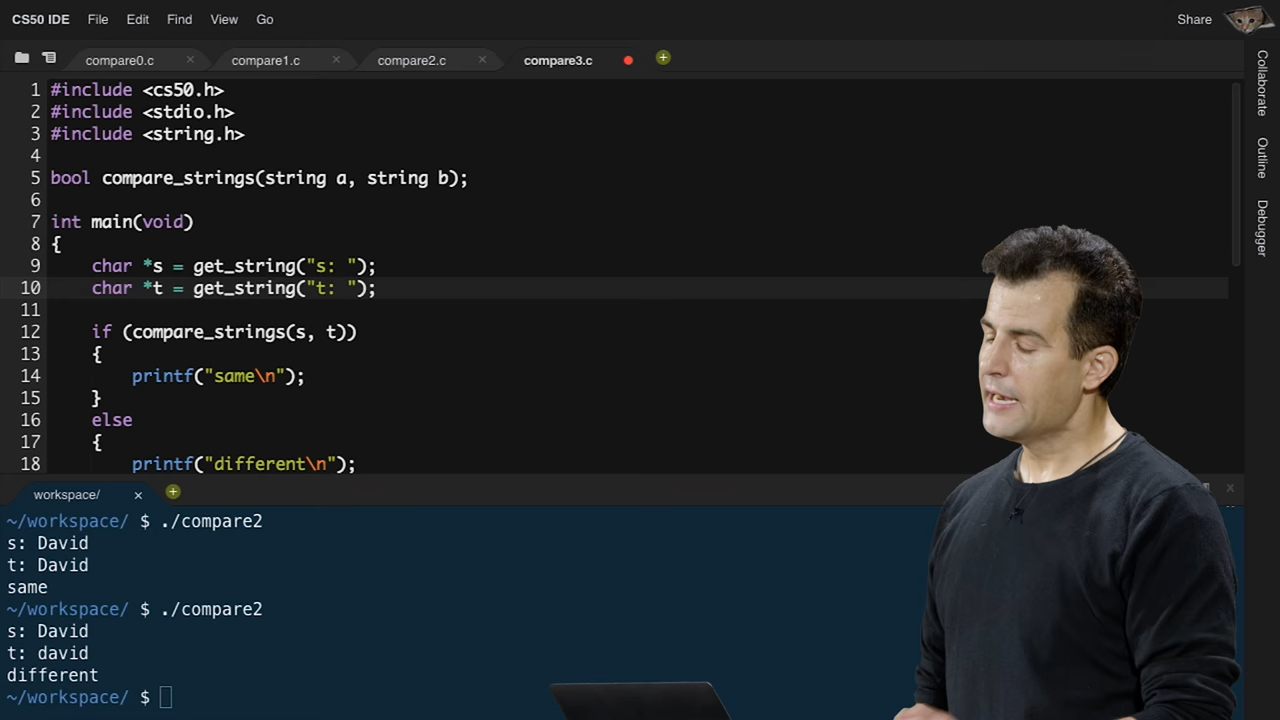 CS50 IDE File Edit Find View Go Share
compare0.c × compare1.c × compare2.c × compare3.c
1 #include <cs50.h>
2 #include <stdio.h>
3 #include <string.h>
4
5 bool compare_strings(string a, string b);
6
7 int main(void)
8 {
9 char *s = get_string("s: ");
10 char *t = get_string("t: ");
11
12 if (compare_strings(s, t))
13 {
14 printf("same\n");
15 }
16 else
17 {
18 printf("different\n");
Collaborate
Outline
Debugger
workspace/ ×
~/workspace/ $ ./compare2
s: David
t: David
same
~/workspace/ $ ./compare2
s: David
t: david
different
~/workspace/ $